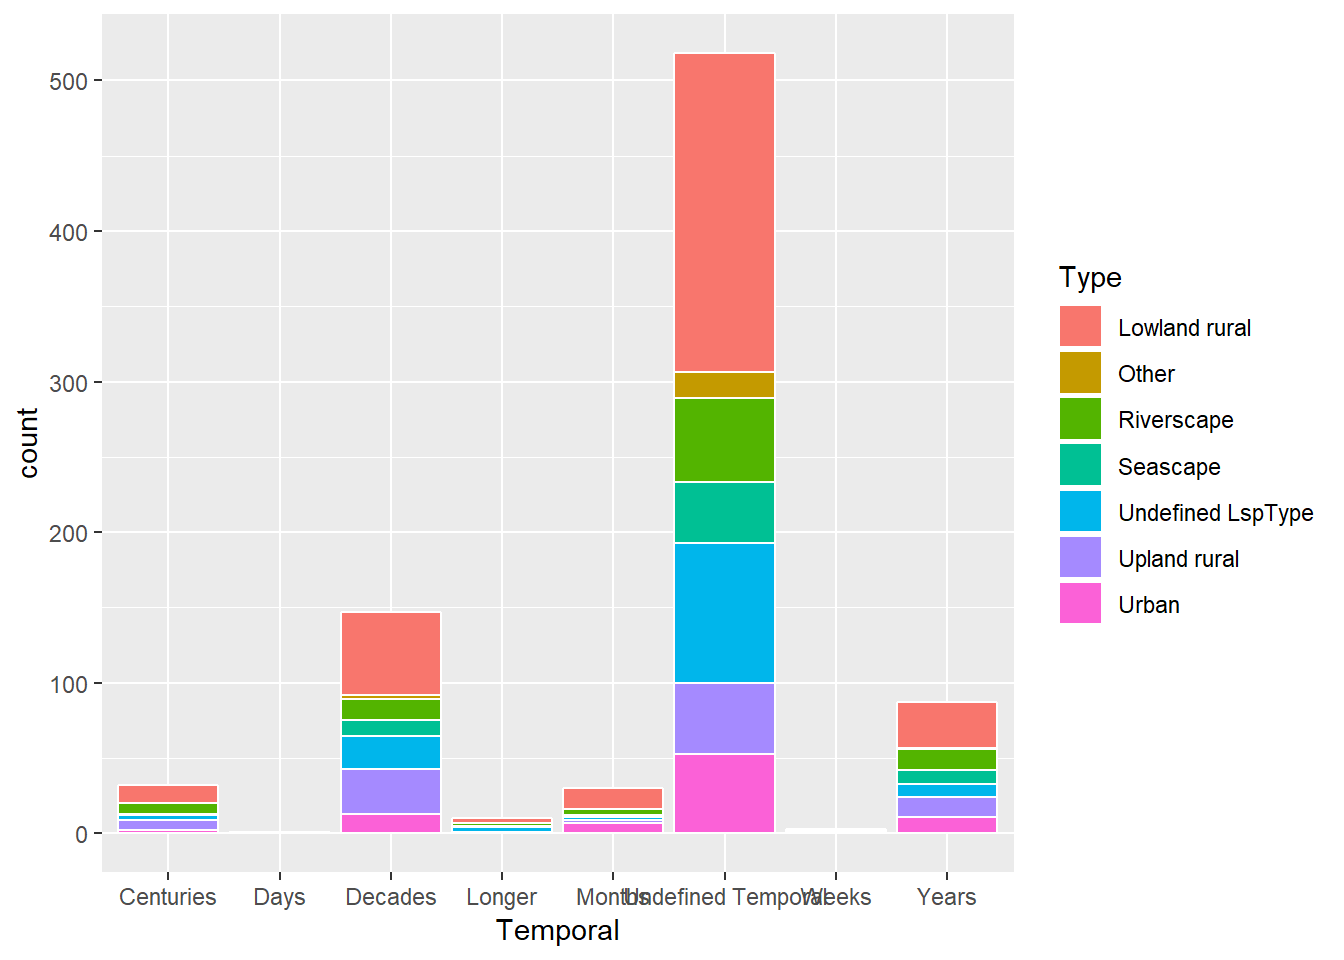 500
400
300
200
100
0
count
Centuries Days Decades Longer Months Undefined Temporal Weeks Years
Temporal
Type
Lowland rural
Other
Riverscape
Seascape
Undefined LspType
Upland rural
Urban